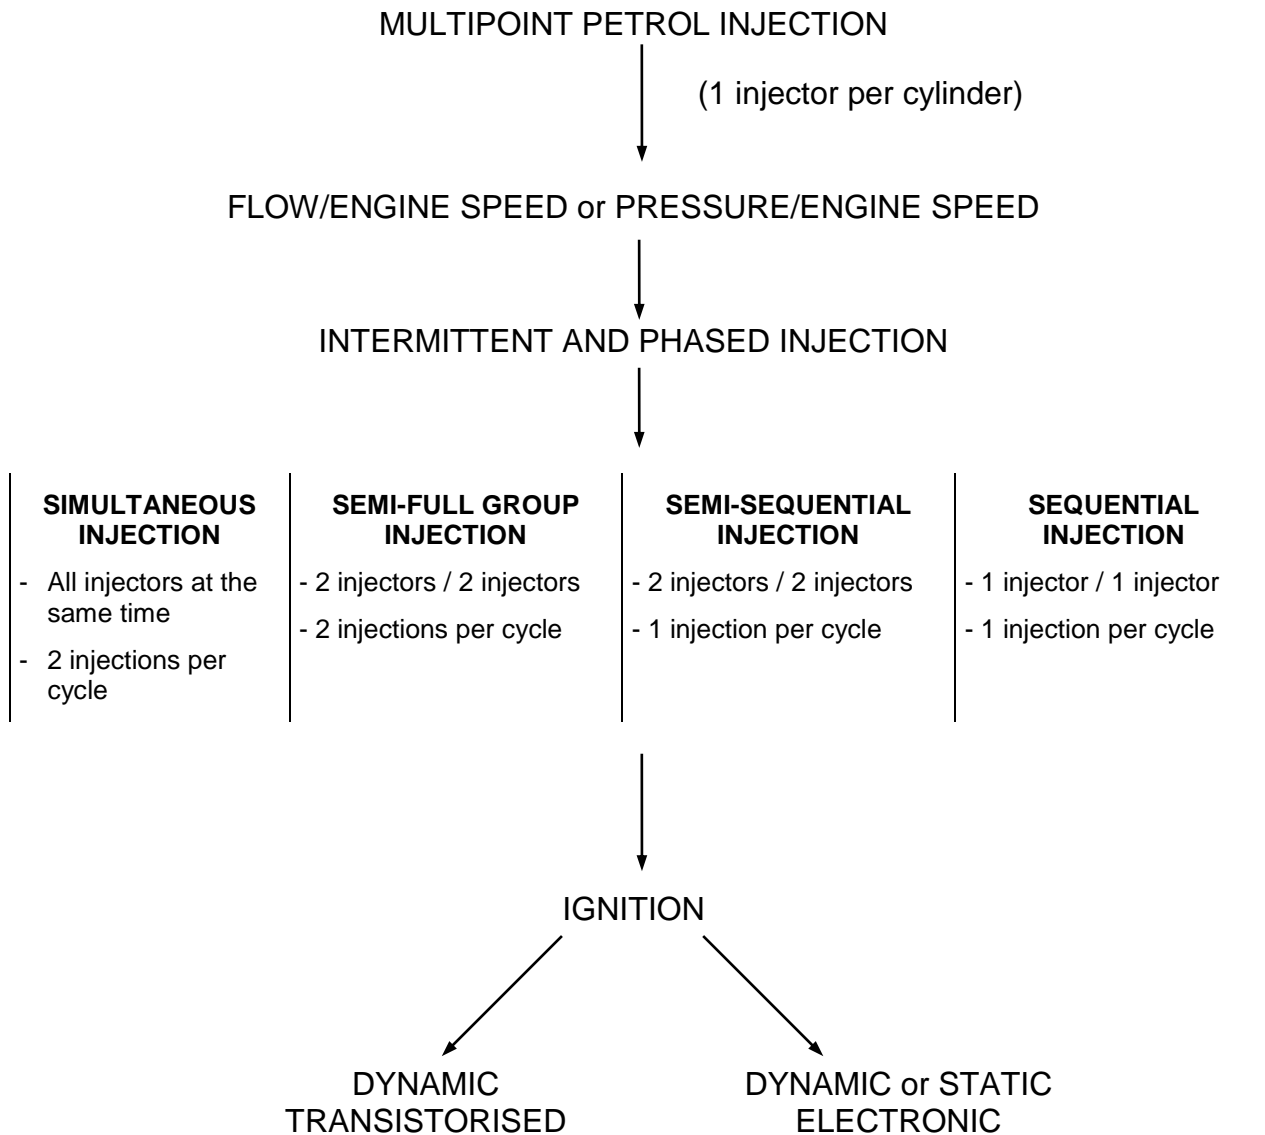 MULTIPOINT PETROL INJECTION
(1 injector per cylinder)
FLOW/ENGINE SPEED or PRESSURE/ENGINE SPEED
INTERMITTENT AND PHASED INJECTION
SIMULTANEOUS
INJECTION
- All injectors at the
same time
- 2 injections per
cycle
SEMI-FULL GROUP
INJECTION
- 2 injectors / 2 injectors
- 2 injections per cycle
SEMI-SEQUENTIAL
INJECTION
- 2 injectors / 2 injectors
- 1 injection per cycle
SEQUENTIAL
INJECTION
- 1 injector / 1 injector
- 1 injection per cycle
IGNITION
DYNAMIC
TRANSISTORISED
DYNAMIC or STATIC
ELECTRONIC